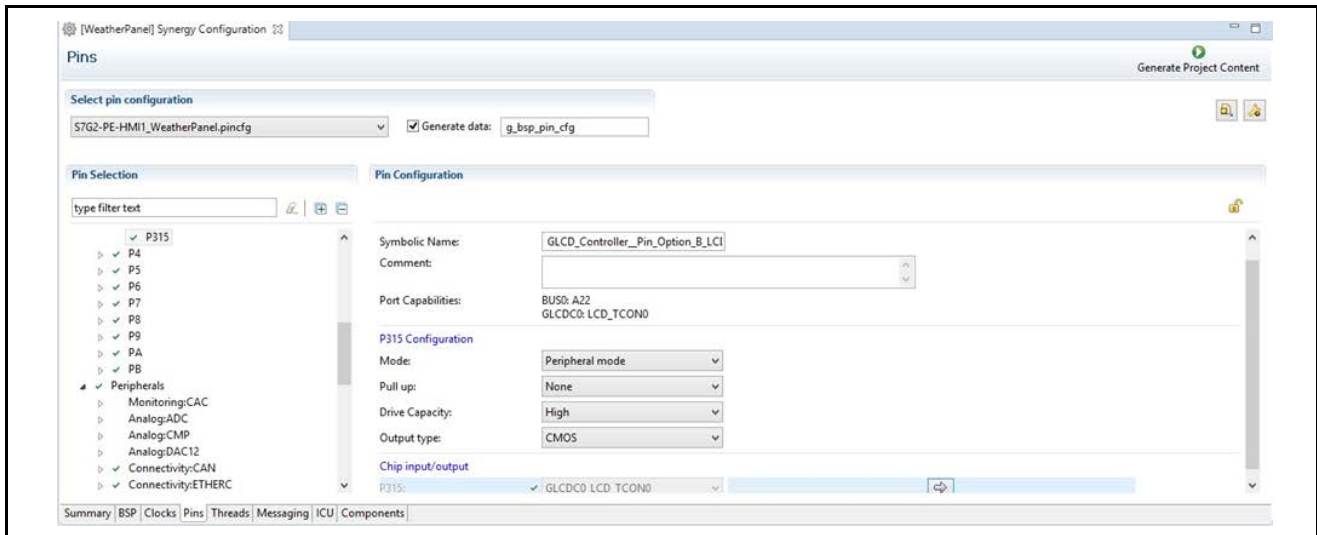 [WeatherPanel] Synergy Configuration
Pins
Generate Project Content
Select pin configuration
S7G2-PE-HMI1_WeatherPanel.pincfg
Generate data: g_bsp_pin_cfg
Pin Selection
Pin Configuration
type filter text
P315
P4
P5
P6
P7
P8
P9
PA
PB
Peripherals
Monitoring:CAC
Analog:ADC
Analog:CMP
Analog:DAC12
Connectivity:CAN
Connectivity:ETHERC
Symbolic Name: GLCD_Controller__Pin_Option_B_LCI
Comment:
Port Capabilities: BUS0: A22
GLCDC0: LCD_TCON0
P315 Configuration
Mode: Peripheral mode
Pull up: None
Drive Capacity: High
Output type: CMOS
Chip input/output
P315: GLCDC0 LCD TCON0
Summary BSP Clocks Pins Threads Messaging ICU Components